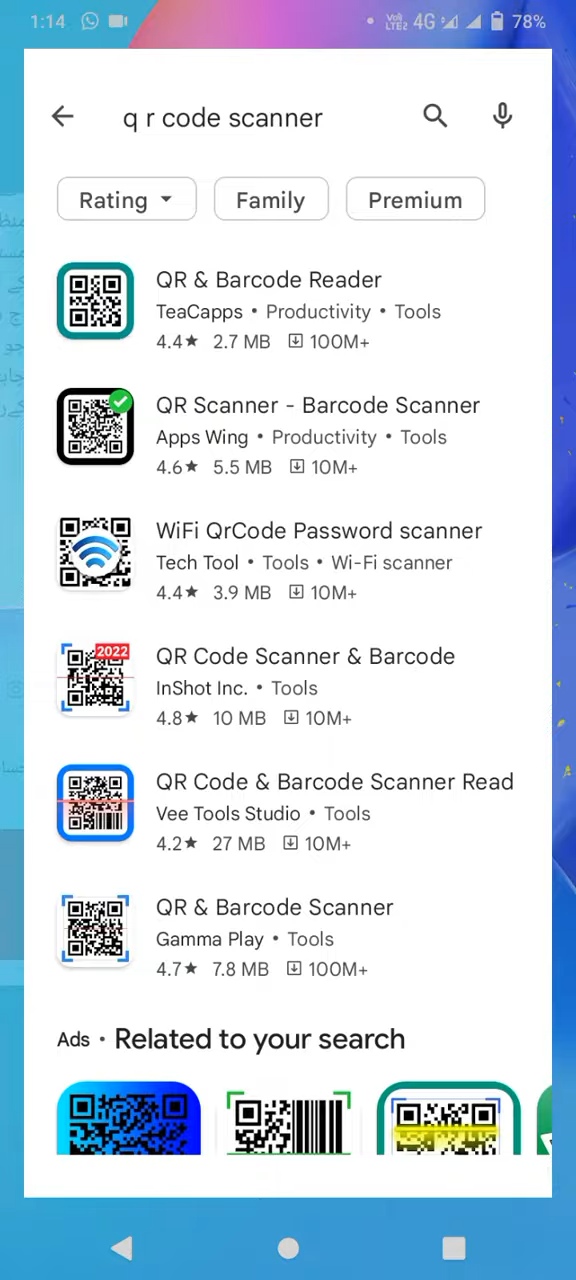 1:14 VoI LTE2 4G 78%
q r code scanner
Rating Family Premium
QR & Barcode Reader
TeaCapps • Productivity • Tools
4.4★ 2.7 MB 100M+
QR Scanner - Barcode Scanner
Apps Wing • Productivity • Tools
4.6★ 5.5 MB 10M+
WiFi QrCode Password scanner
Tech Tool • Tools • Wi-Fi scanner
4.4★ 3.9 MB 10M+
2022
QR Code Scanner & Barcode
InShot Inc. • Tools
4.8★ 10 MB 10M+
QR Code & Barcode Scanner Read
Vee Tools Studio • Tools
4.2★ 27 MB 10M+
QR & Barcode Scanner
Gamma Play • Tools
4.7★ 7.8 MB 100M+
Ads • Related to your search